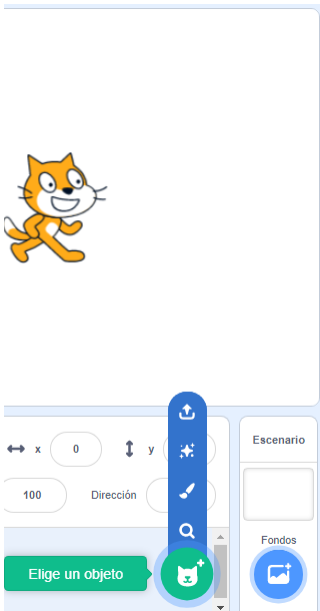 Escenario
x 0 y
100 Dirección
Fondos
Elige un objeto